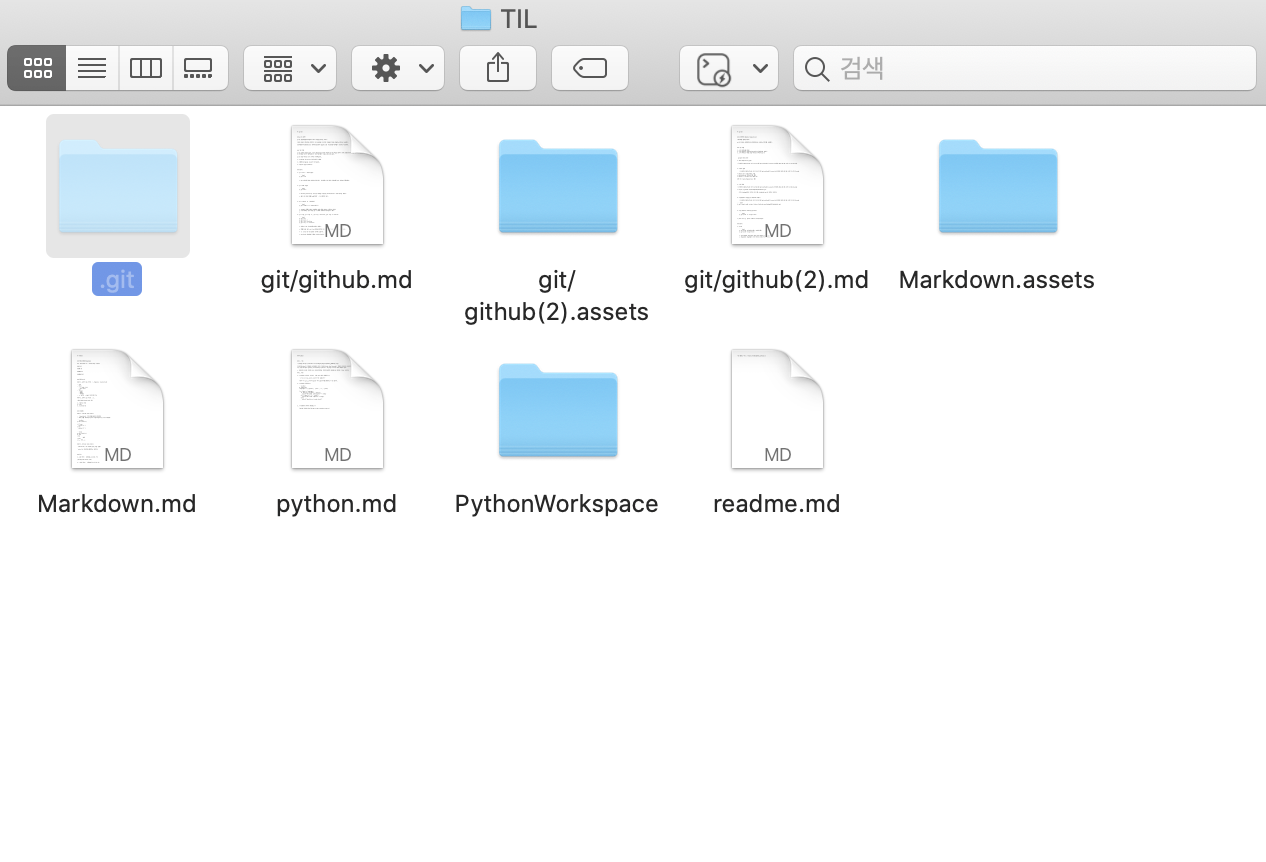 TIL
검색
MD
MD
.git
git/github.md
git/
github(2).assets
git/github(2).md
Markdown.assets
MD
MD
MD
Markdown.md
python.md
PythonWorkspace
readme.md